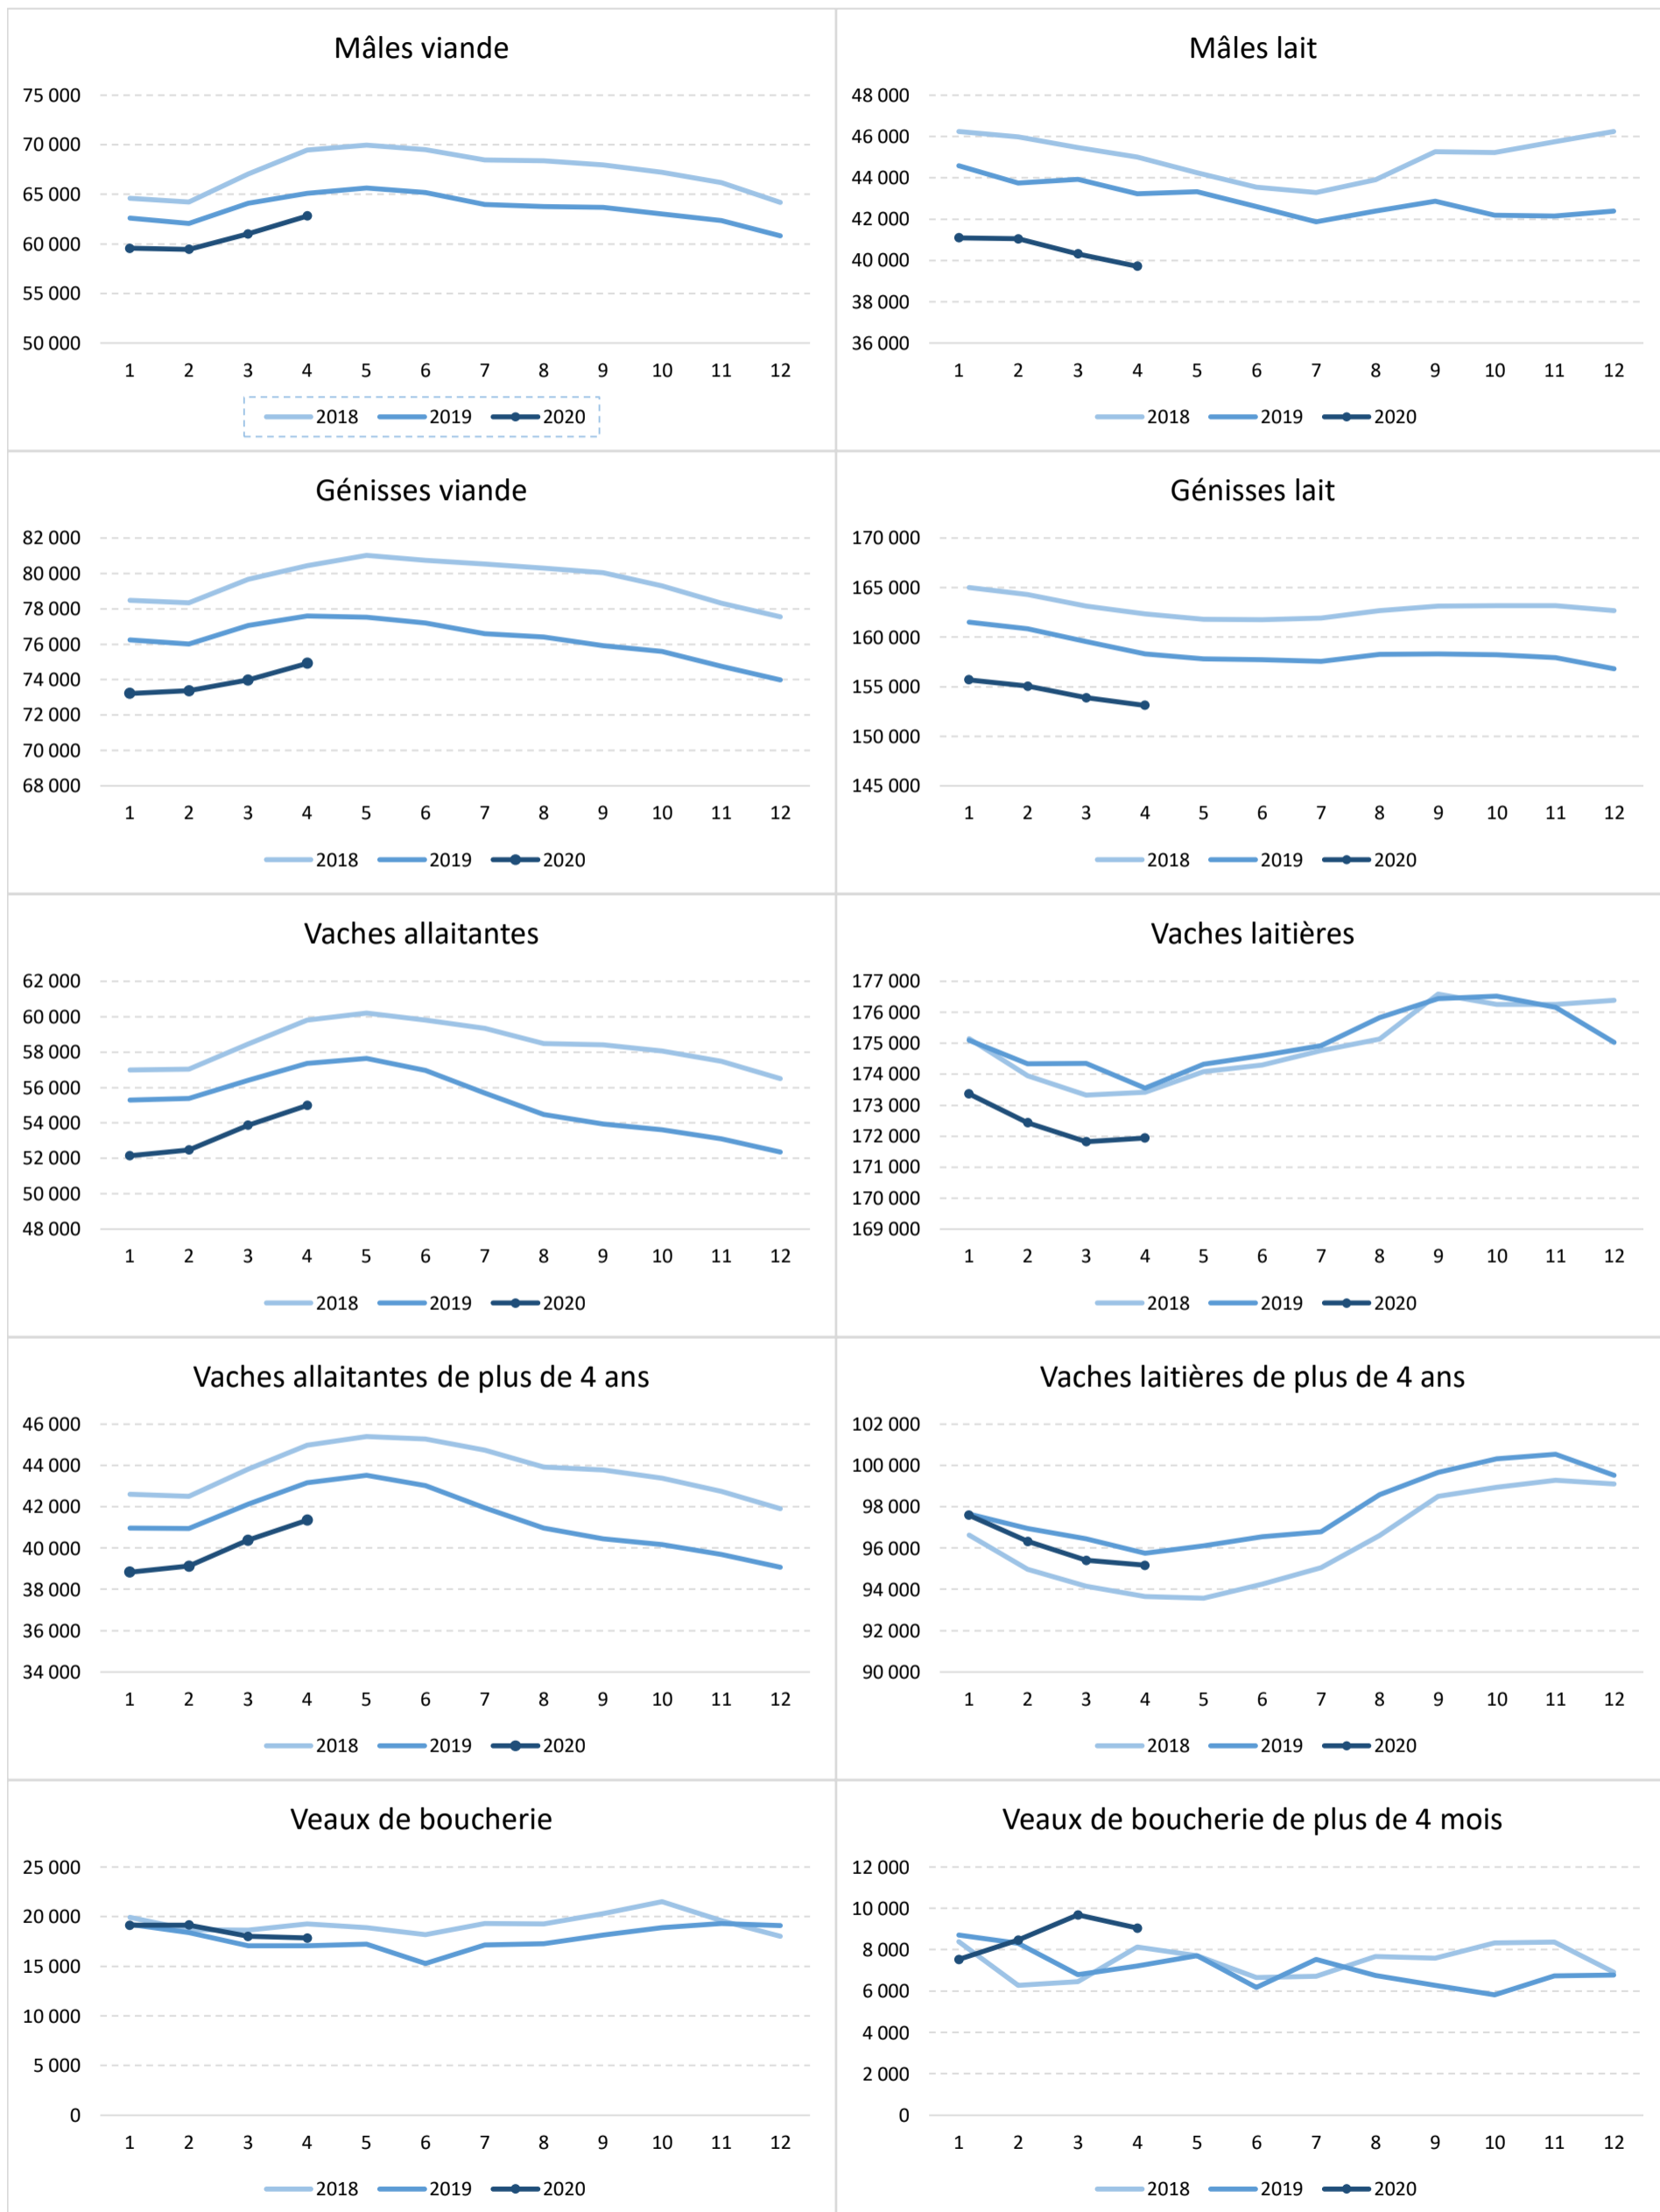 Mâles viande
75 000
70 000
65 000
60 000
55 000
50 000
1 2 3 4 5 6 7 8 9 10 11 12
2018 2019 2020
Mâles lait
48 000
46 000
44 000
42 000
40 000
38 000
36 000
1 2 3 4 5 6 7 8 9 10 11 12
2018 2019 2020
Génisses viande
82 000
80 000
78 000
76 000
74 000
72 000
70 000
68 000
1 2 3 4 5 6 7 8 9 10 11 12
2018 2019 2020
Génisses lait
170 000
165 000
160 000
155 000
150 000
145 000
1 2 3 4 5 6 7 8 9 10 11 12
2018 2019 2020
Vaches allaitantes
62 000
60 000
58 000
56 000
54 000
52 000
50 000
48 000
1 2 3 4 5 6 7 8 9 10 11 12
2018 2019 2020
Vaches laitières
177 000
176 000
175 000
174 000
173 000
172 000
171 000
170 000
169 000
1 2 3 4 5 6 7 8 9 10 11 12
2018 2019 2020
Vaches allaitantes de plus de 4 ans
46 000
44 000
42 000
40 000
38 000
36 000
34 000
1 2 3 4 5 6 7 8 9 10 11 12
2018 2019 2020
Vaches laitières de plus de 4 ans
102 000
100 000
98 000
96 000
94 000
92 000
90 000
1 2 3 4 5 6 7 8 9 10 11 12
2018 2019 2020
Veaux de boucherie
25 000
20 000
15 000
10 000
5 000
0
1 2 3 4 5 6 7 8 9 10 11 12
2018 2019 2020
Veaux de boucherie de plus de 4 mois
12 000
10 000
8 000
6 000
4 000
2 000
0
1 2 3 4 5 6 7 8 9 10 11 12
2018 2019 2020